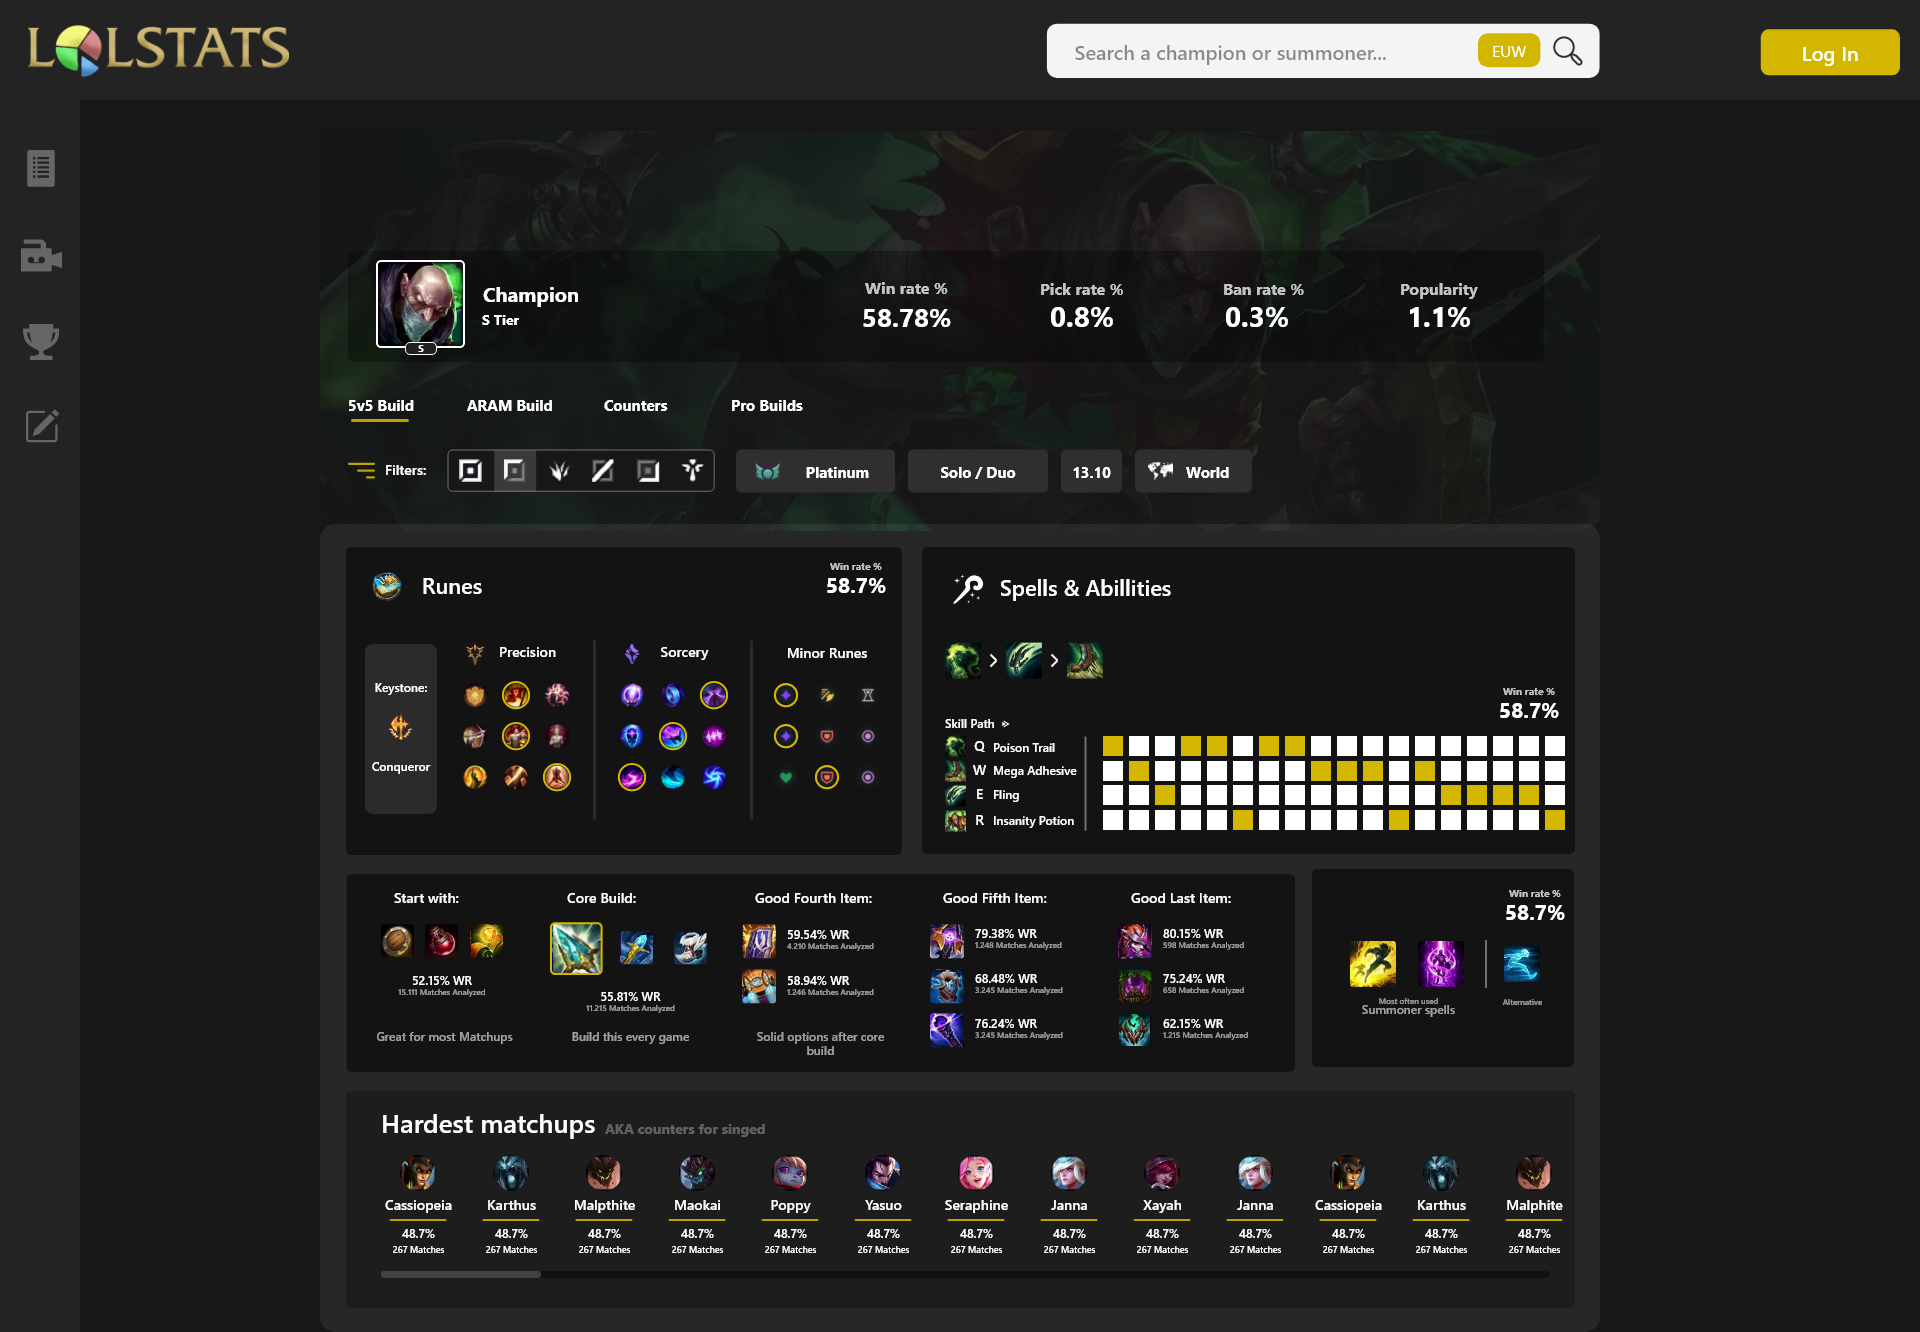 LOLSTATS
Search a champion or summoner...
EUW
Log In
Champion
S Tier
S
Win rate %
58.78%
Pick rate %
0.8%
Ban rate %
0.3%
Popularity
1.1%
5v5 Build
ARAM Build
Counters
Pro Builds
Filters:
Platinum
Solo / Duo
13.10
World
Runes
Win rate %
58.7%
Keystone:
Conqueror
Precision
Sorcery
Minor Runes
Spells & Abillities
Win rate %
58.7%
Skill Path
Q Poison Trail
W Mega Adhesive
E Fling
R Insanity Potion
Start with:
52.15% WR
15.111 Matches Analyzed
Great for most Matchups
Core Build:
55.81% WR
11.215 Matches Analyzed
Build this every game
Good Fourth Item:
59.54% WR
4.210 Matches Analyzed
58.94% WR
1.246 Matches Analyzed
Solid options after core
build
Good Fifth Item:
79.38% WR
1.248 Matches Analyzed
68.48% WR
3.245 Matches Analyzed
76.24% WR
3.245 Matches Analyzed
Good Last Item:
80.15% WR
598 Matches Analyzed
75.24% WR
658 Matches Analyzed
62.15% WR
1.215 Matches Analyzed
Win rate %
58.7%
Most often used
Summoner spells
Alternative
Hardest matchups AKA counters for singed
Cassiopeia Karthus Malpthite Maokai Poppy Yasuo Seraphine Janna Xayah Janna Cassiopeia Karthus Malphite
48.7% 48.7% 48.7% 48.7% 48.7% 48.7% 48.7% 48.7% 48.7% 48.7% 48.7% 48.7% 48.7%
267 Matches 267 Matches 267 Matches 267 Matches 267 Matches 267 Matches 267 Matches 267 Matches 267 Matches 267 Matches 267 Matches 267 Matches 267 Matches